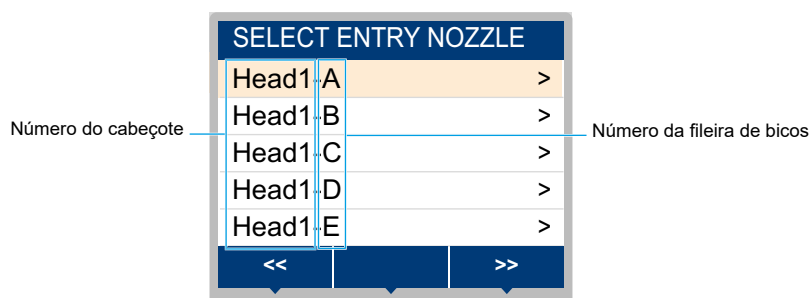 SELECT ENTRY NOZZLE
Head1-A >
Head1-B >
Número do cabeçote
Número da fileira de bicos
Head1-C >
Head1-D >
Head1-E >
<< >>